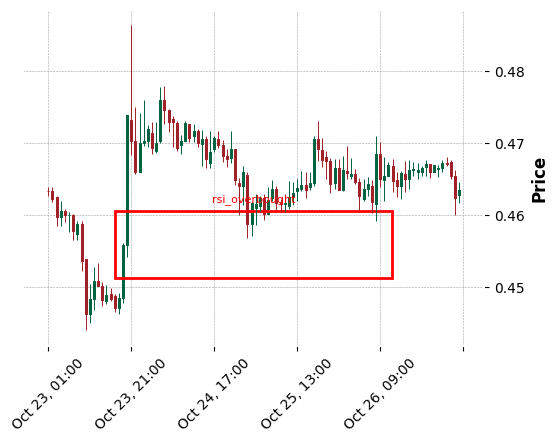 0.48
0.47
0.46
0.45
Price
rsi_overbought
Oct 23, 01:00
Oct 23, 21:00
Oct 24, 17:00
Oct 25, 13:00
Oct 26, 09:00